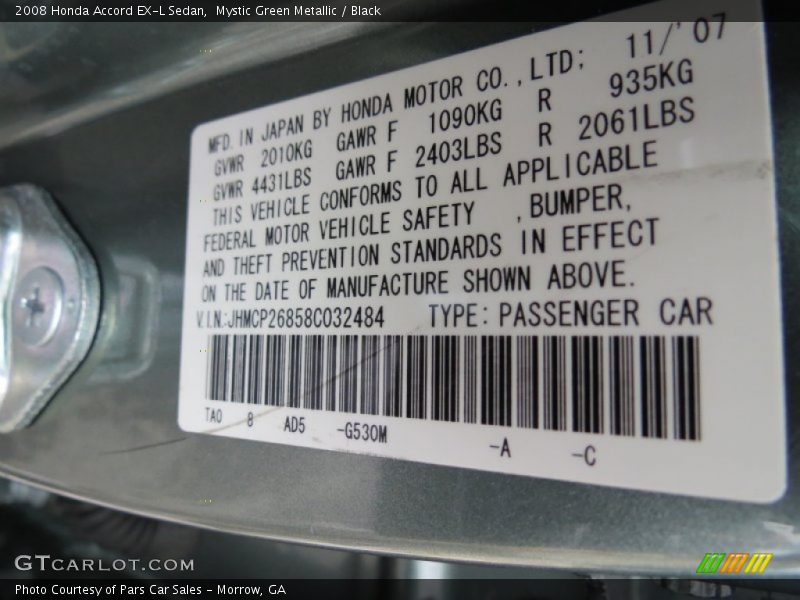 2008 Honda Accord EX-L Sedan,  Mystic Green Metallic / Black
11/'07
MFD. IN JAPAN BY HONDA MOTOR CO.,LTD;
GVWR 2010KG GAWR F 1090KG R 935KG
GVWR 4431LBS GAWR F 2403LBS R 2061LBS
THIS VEHICLE CONFORMS TO ALL APPLICABLE
FEDERAL MOTOR VEHICLE SAFETY ,BUMPER,
AND THEFT PREVENTION STANDARDS IN EFFECT
ON THE DATE OF MANUFACTURE SHOWN ABOVE.
V.I.N.:JHMCP26858C032484 TYPE: PASSENGER CAR
TA0 8 AD5 -G530M -A -C
GTCARLOT.COM
Photo Courtesy of Pars Car Sales - Morrow, GA